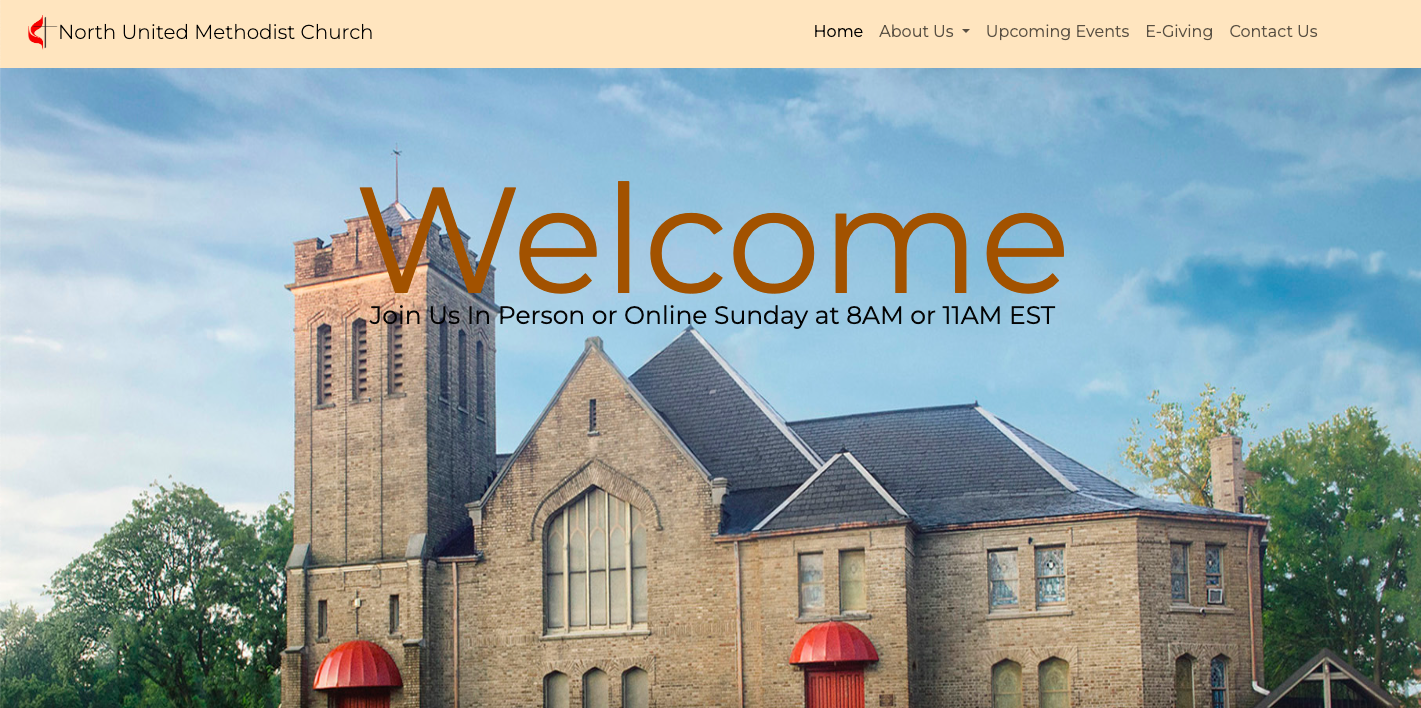 North United Methodist Church
Home About Us Upcoming Events E-Giving Contact Us
Welcome
Join Us In Person or Online Sunday at 8AM or 11AM EST